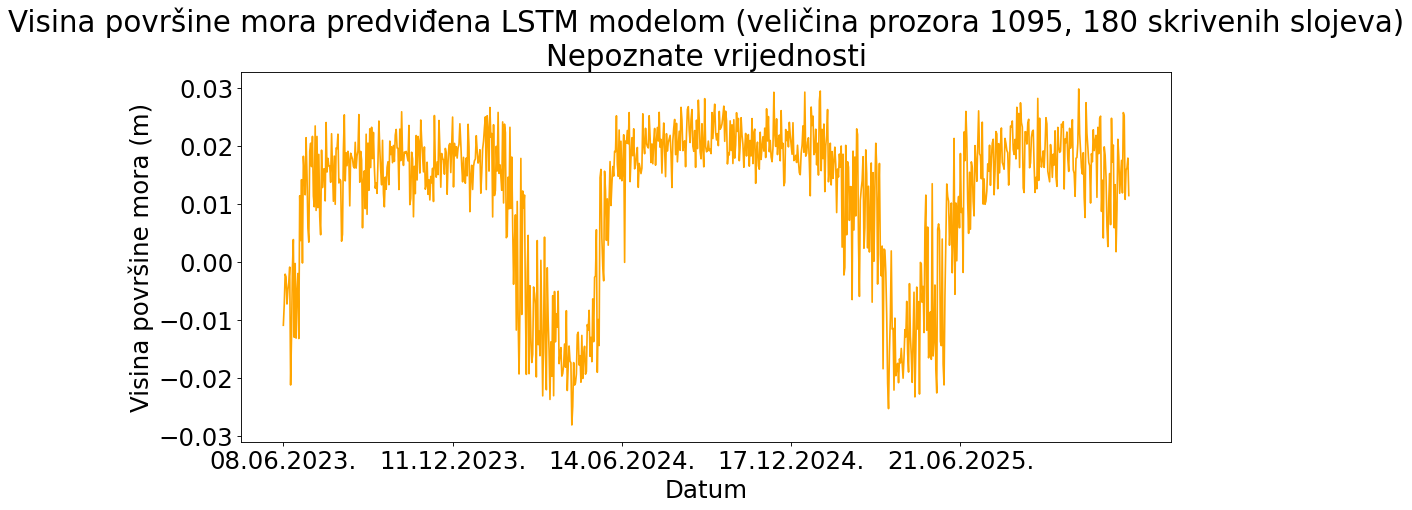 Visina površine mora predviđena LSTM modelom (veličina prozora 1095, 180 skrivenih slojeva)
Nepoznate vrijednosti
0.03
0.02
0.01
0.00
−0.01
−0.02
−0.03
Visina površine mora (m)
08.06.2023. 11.12.2023. 14.06.2024. 17.12.2024. 21.06.2025.
Datum